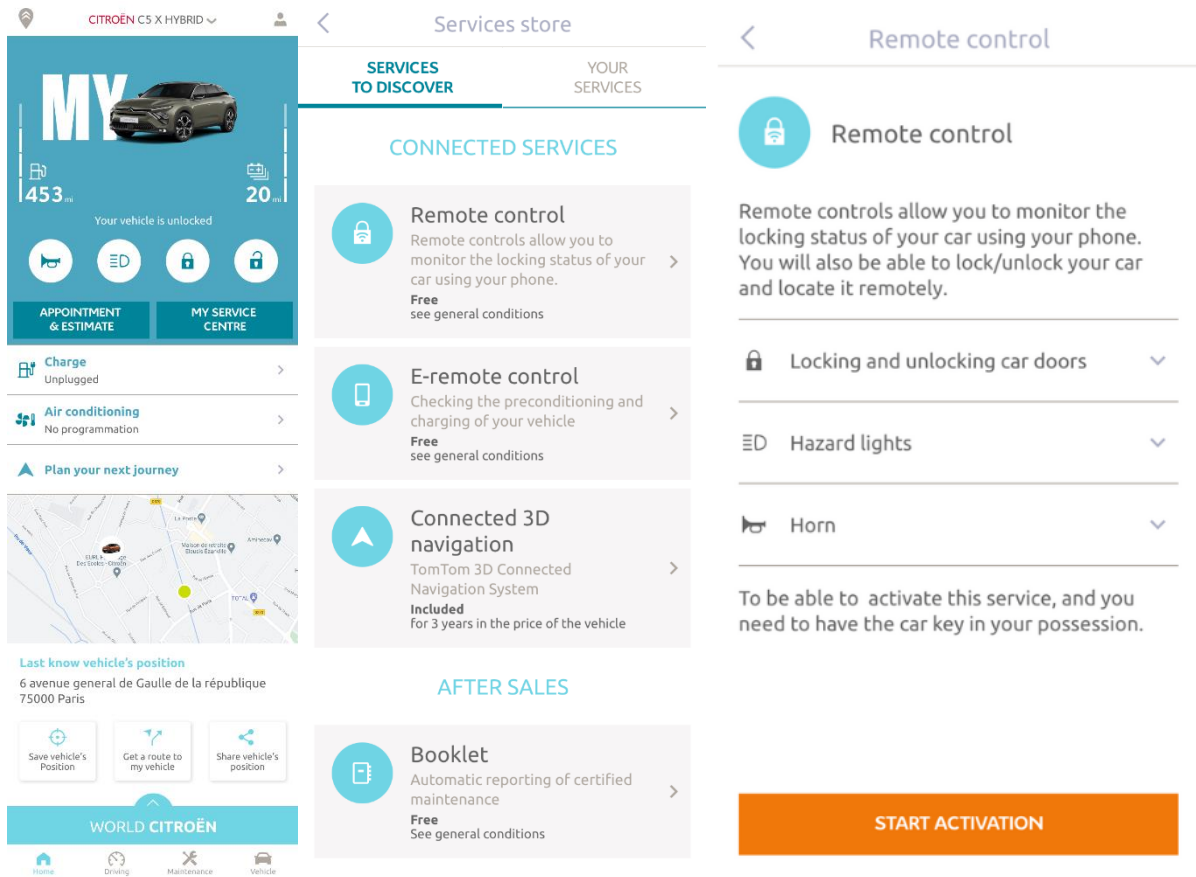 CITROËN C5 X HYBRID
MY
453 mi
20 mi
Your vehicle is unlocked
APPOINTMENT
& ESTIMATE
MY SERVICE
CENTRE
Charge
Unplugged
Air conditioning
No programmation
Plan your next journey
La Poste
Maison de retraite
TOTAL
Last know vehicle's position
6 avenue general de Gaulle de la république
75000 Paris
Save vehicle's
Position
Get a route to
my vehicle
Share vehicle's
position
WORLD CITROËN
Home
Driving
Maintenance
Vehicle
Services store
SERVICES
TO DISCOVER
YOUR
SERVICES
CONNECTED SERVICES
Remote control
Remote controls allow you to
monitor the locking status of your
car using your phone.
Free
see general conditions
E-remote control
Checking the preconditioning and
charging of your vehicle
Free
see general conditions
Connected 3D
navigation
TomTom 3D Connected
Navigation System
Included
for 3 years in the price of the vehicle
AFTER SALES
Booklet
Automatic reporting of certified
maintenance
Free
See general conditions
Remote control
Remote control
Remote controls allow you to monitor the
locking status of your car using your phone.
You will also be able to lock/unlock your car
and locate it remotely.
Locking and unlocking car doors
Hazard lights
Horn
To be able to activate this service, and you
need to have the car key in your possession.
START ACTIVATION